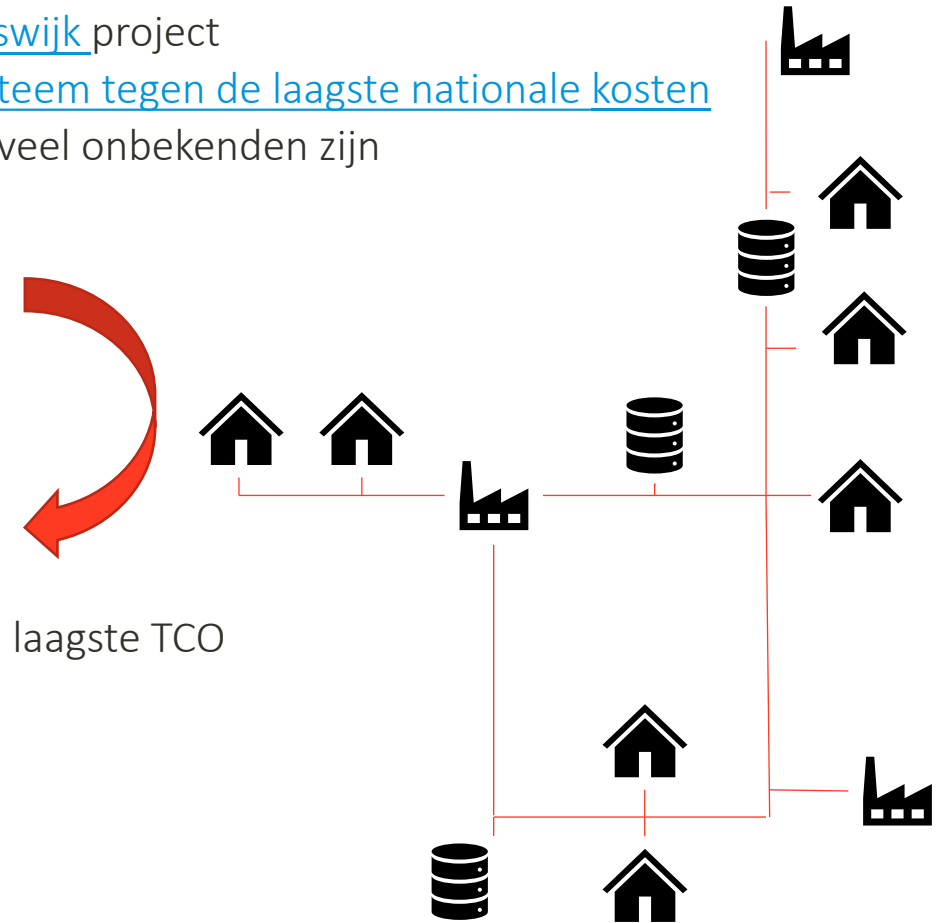 swijk project
teem tegen de laagste nationale kosten
veel onbekenden zijn
laagste TCO